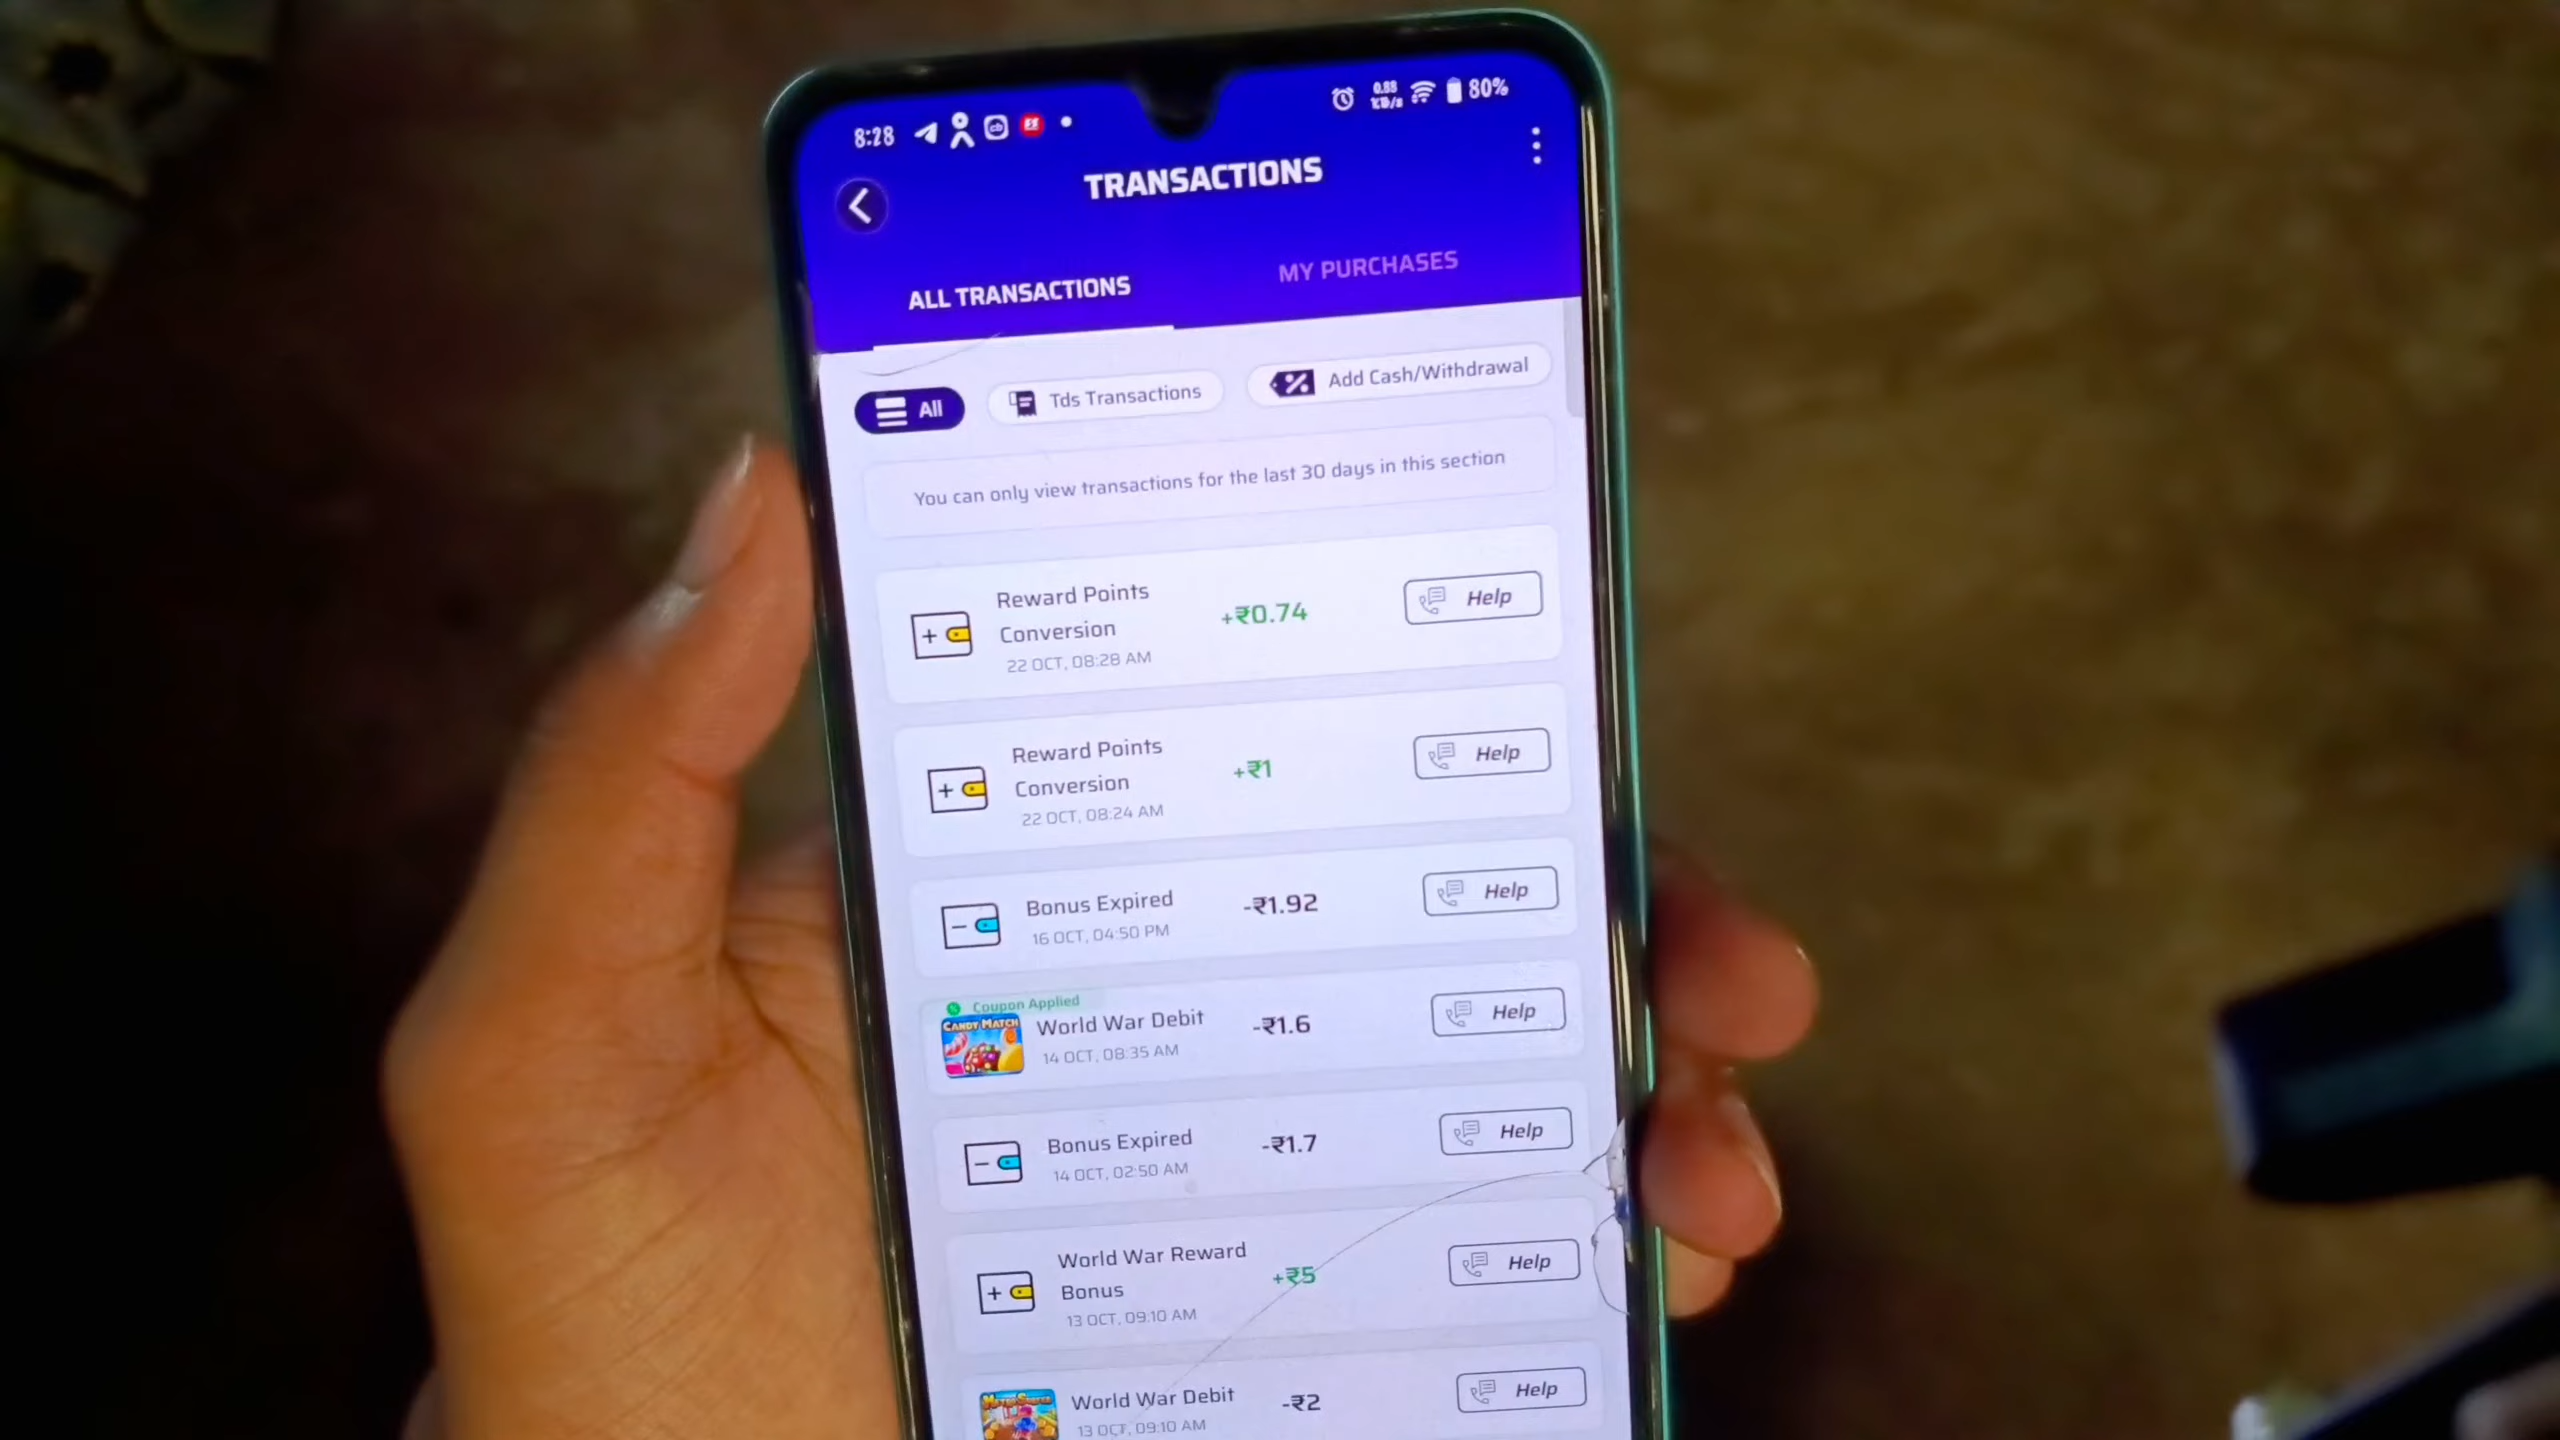 8:28
0.88 KB/s
80%
TRANSACTIONS
ALL TRANSACTIONS
MY PURCHASES
All
Tds Transactions
Add Cash/Withdrawal
You can only view transactions for the last 30 days in this section
Reward Points
Conversion
22 OCT, 08:28 AM
+₹0.74
Help
Reward Points
Conversion
22 OCT, 08:24 AM
+₹1
Help
Bonus Expired
16 OCT, 04:50 PM
-₹1.92
Help
Coupon Applied
CANDY MATCH
World War Debit
14 OCT, 08:35 AM
-₹1.6
Help
Bonus Expired
14 OCT, 02:50 AM
-₹1.7
Help
World War Reward
Bonus
13 OCT, 09:10 AM
+₹5
Help
World War Debit
13 OCT, 09:10 AM
-₹2
Help